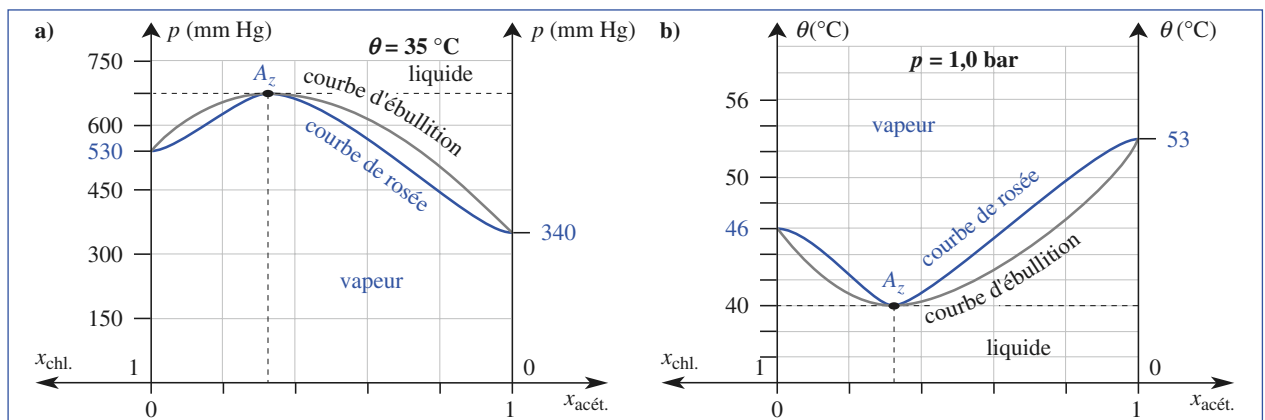 a)
p (mm Hg)
p (mm Hg)
θ = 35 °C
liquide
A_z
courbe d'ébullition
courbe de rosée
vapeur
750
600
530
450
300
150
340
x_chl.
1
0
0
1
x_acét.
b)
θ(°C)
θ (°C)
p = 1,0 bar
vapeur
56
53
50
46
40
courbe de rosée
A_z
courbe d'ébullition
liquide
x_chl.
1
0
0
1
x_acét.